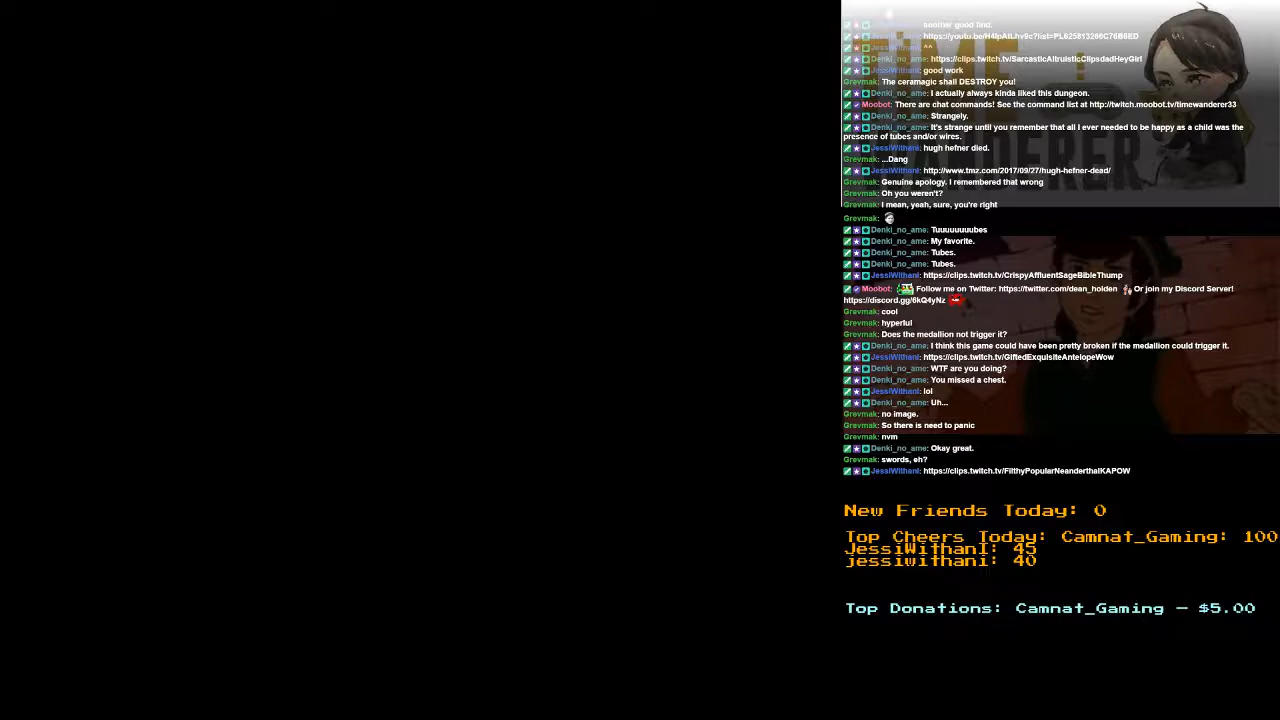 another good find.
https://youtu.be/H4IpAtLhv9c?list=PL625813260C76B6ED
JessiWithanI: ^^
Denki_no_ame: https://clips.twitch.tv/SarcasticAltruisticClipsdadHeyGirl
JessiWithanI: good work
Grevmak: The ceramagic shall DESTROY you!
Denki_no_ame: I actually always kinda liked this dungeon.
Moobot: There are chat commands! See the command list at http://twitch.moobot.tv/timewanderer33
Denki_no_ame: Strangely.
Denki_no_ame: It's strange until you remember that all I ever needed to be happy as a child was the
presence of tubes and/or wires.
JessiWithanI: hugh hefner died.
Grevmak: ...Dang
JessiWithanI: http://www.tmz.com/2017/09/27/hugh-hefner-dead/
Grevmak: Genuine apology. I remembered that wrong
Grevmak: Oh you weren't?
Grevmak: I mean, yeah, sure, you're right
Grevmak:
Denki_no_ame: Tuuuuuuuubes
Denki_no_ame: My favorite.
Denki_no_ame: Tubes.
Denki_no_ame: Tubes.
JessiWithanI: https://clips.twitch.tv/CrispyAffluentSageBibleThump
Moobot: Follow me on Twitter: https://twitter.com/dean_holden Or join my Discord Server!
https://discord.gg/6kQ4yNz
Grevmak: cool
Grevmak: hyperful
Grevmak: Does the medallion not trigger it?
Denki_no_ame: I think this game could have been pretty broken if the medallion could trigger it.
JessiWithanI: https://clips.twitch.tv/GiftedExquisiteAntelopeWow
Denki_no_ame: WTF are you doing?
Denki_no_ame: You missed a chest.
JessiWithanI: lol
Denki_no_ame: Uh...
Grevmak: no image.
Grevmak: So there is need to panic
Grevmak: nvm
Denki_no_ame: Okay great.
Grevmak: swords, eh?
JessiWithanI: https://clips.twitch.tv/FilthyPopularNeanderthalKAPOW
New Friends Today: 0
Top Cheers Today: Camnat_Gaming: 100
JessiWithanI: 45
jessiwithani: 40
Top Donations: Camnat_Gaming — $5.00